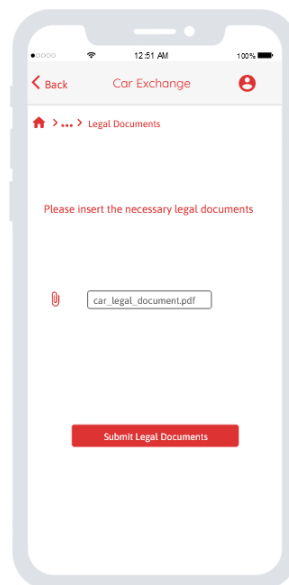 12:51 AM 100%
Back Car Exchange
> ... > Legal Documents
Please insert the necessary legal documents
car_legal_document.pdf
Submit Legal Documents